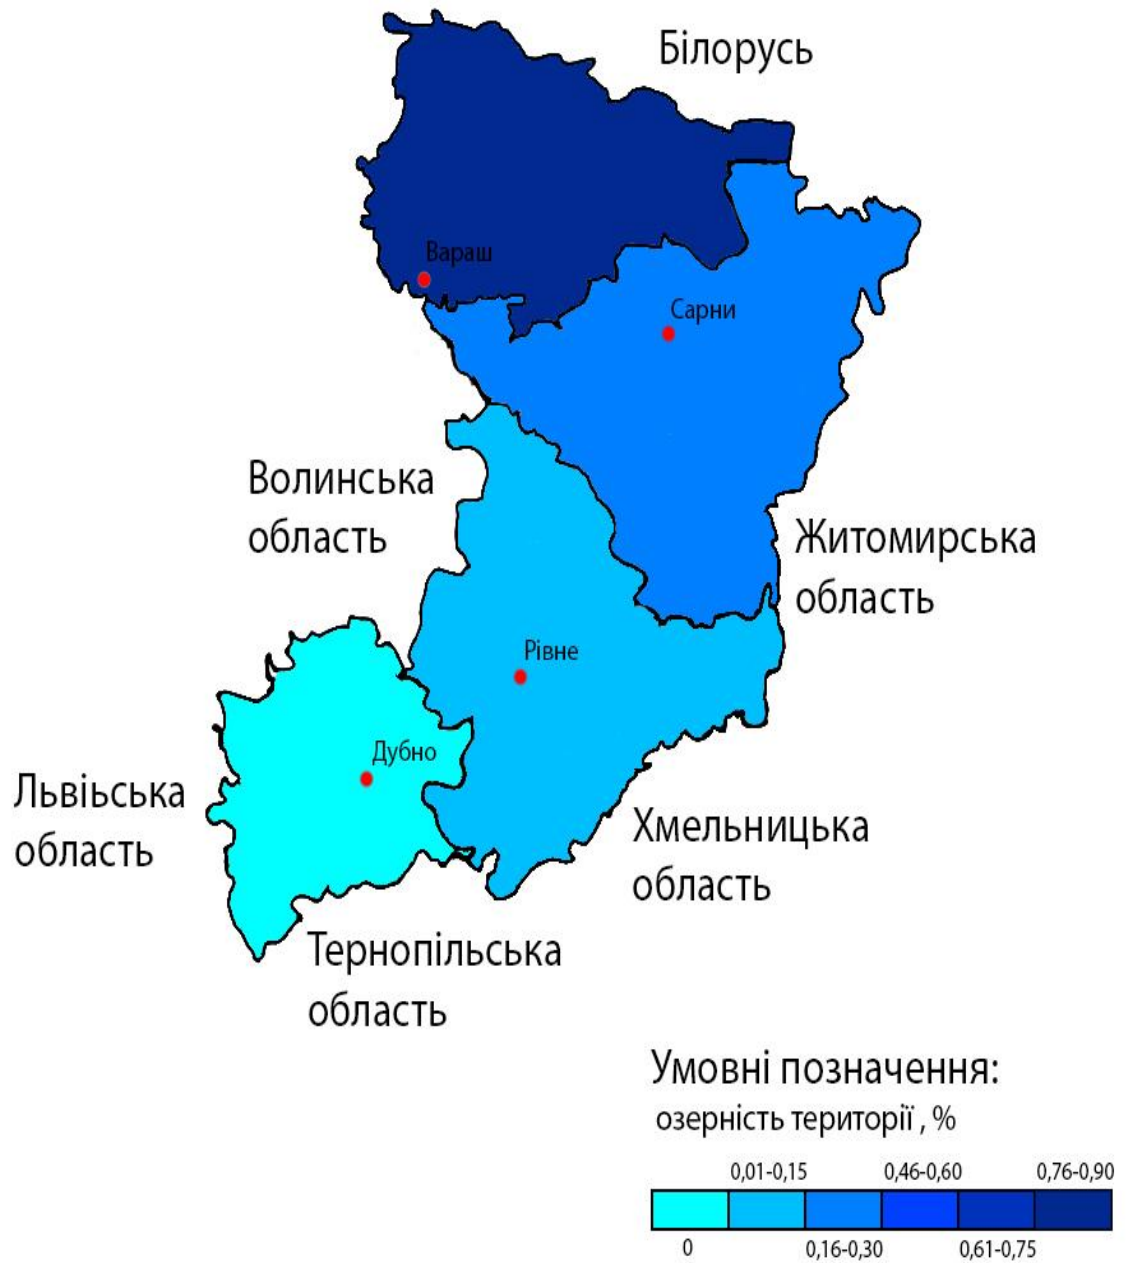 Білорусь
Вараш
Сарни
Волинська
область
Житомирська
область
Рівне
Дубно
Львіьська
область
Хмельницька
область
Тернопільська
область
Умовні позначення:
озерність території , %
0,01-0,15 0,46-0,60 0,76-0,90
0 0,16-0,30 0,61-0,75